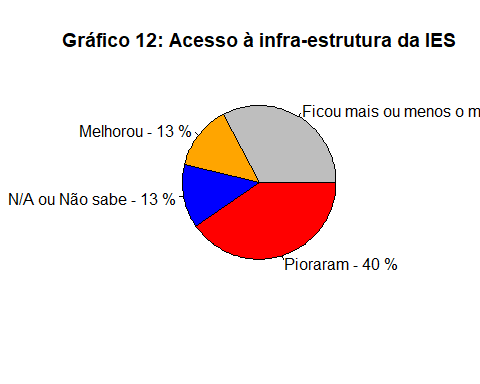 Gráfico 12: Acesso à infra-estrutura da IES
Ficou mais ou menos o m
Melhorou - 13 %
N/A ou Não sabe - 13 %
Pioraram - 40 %